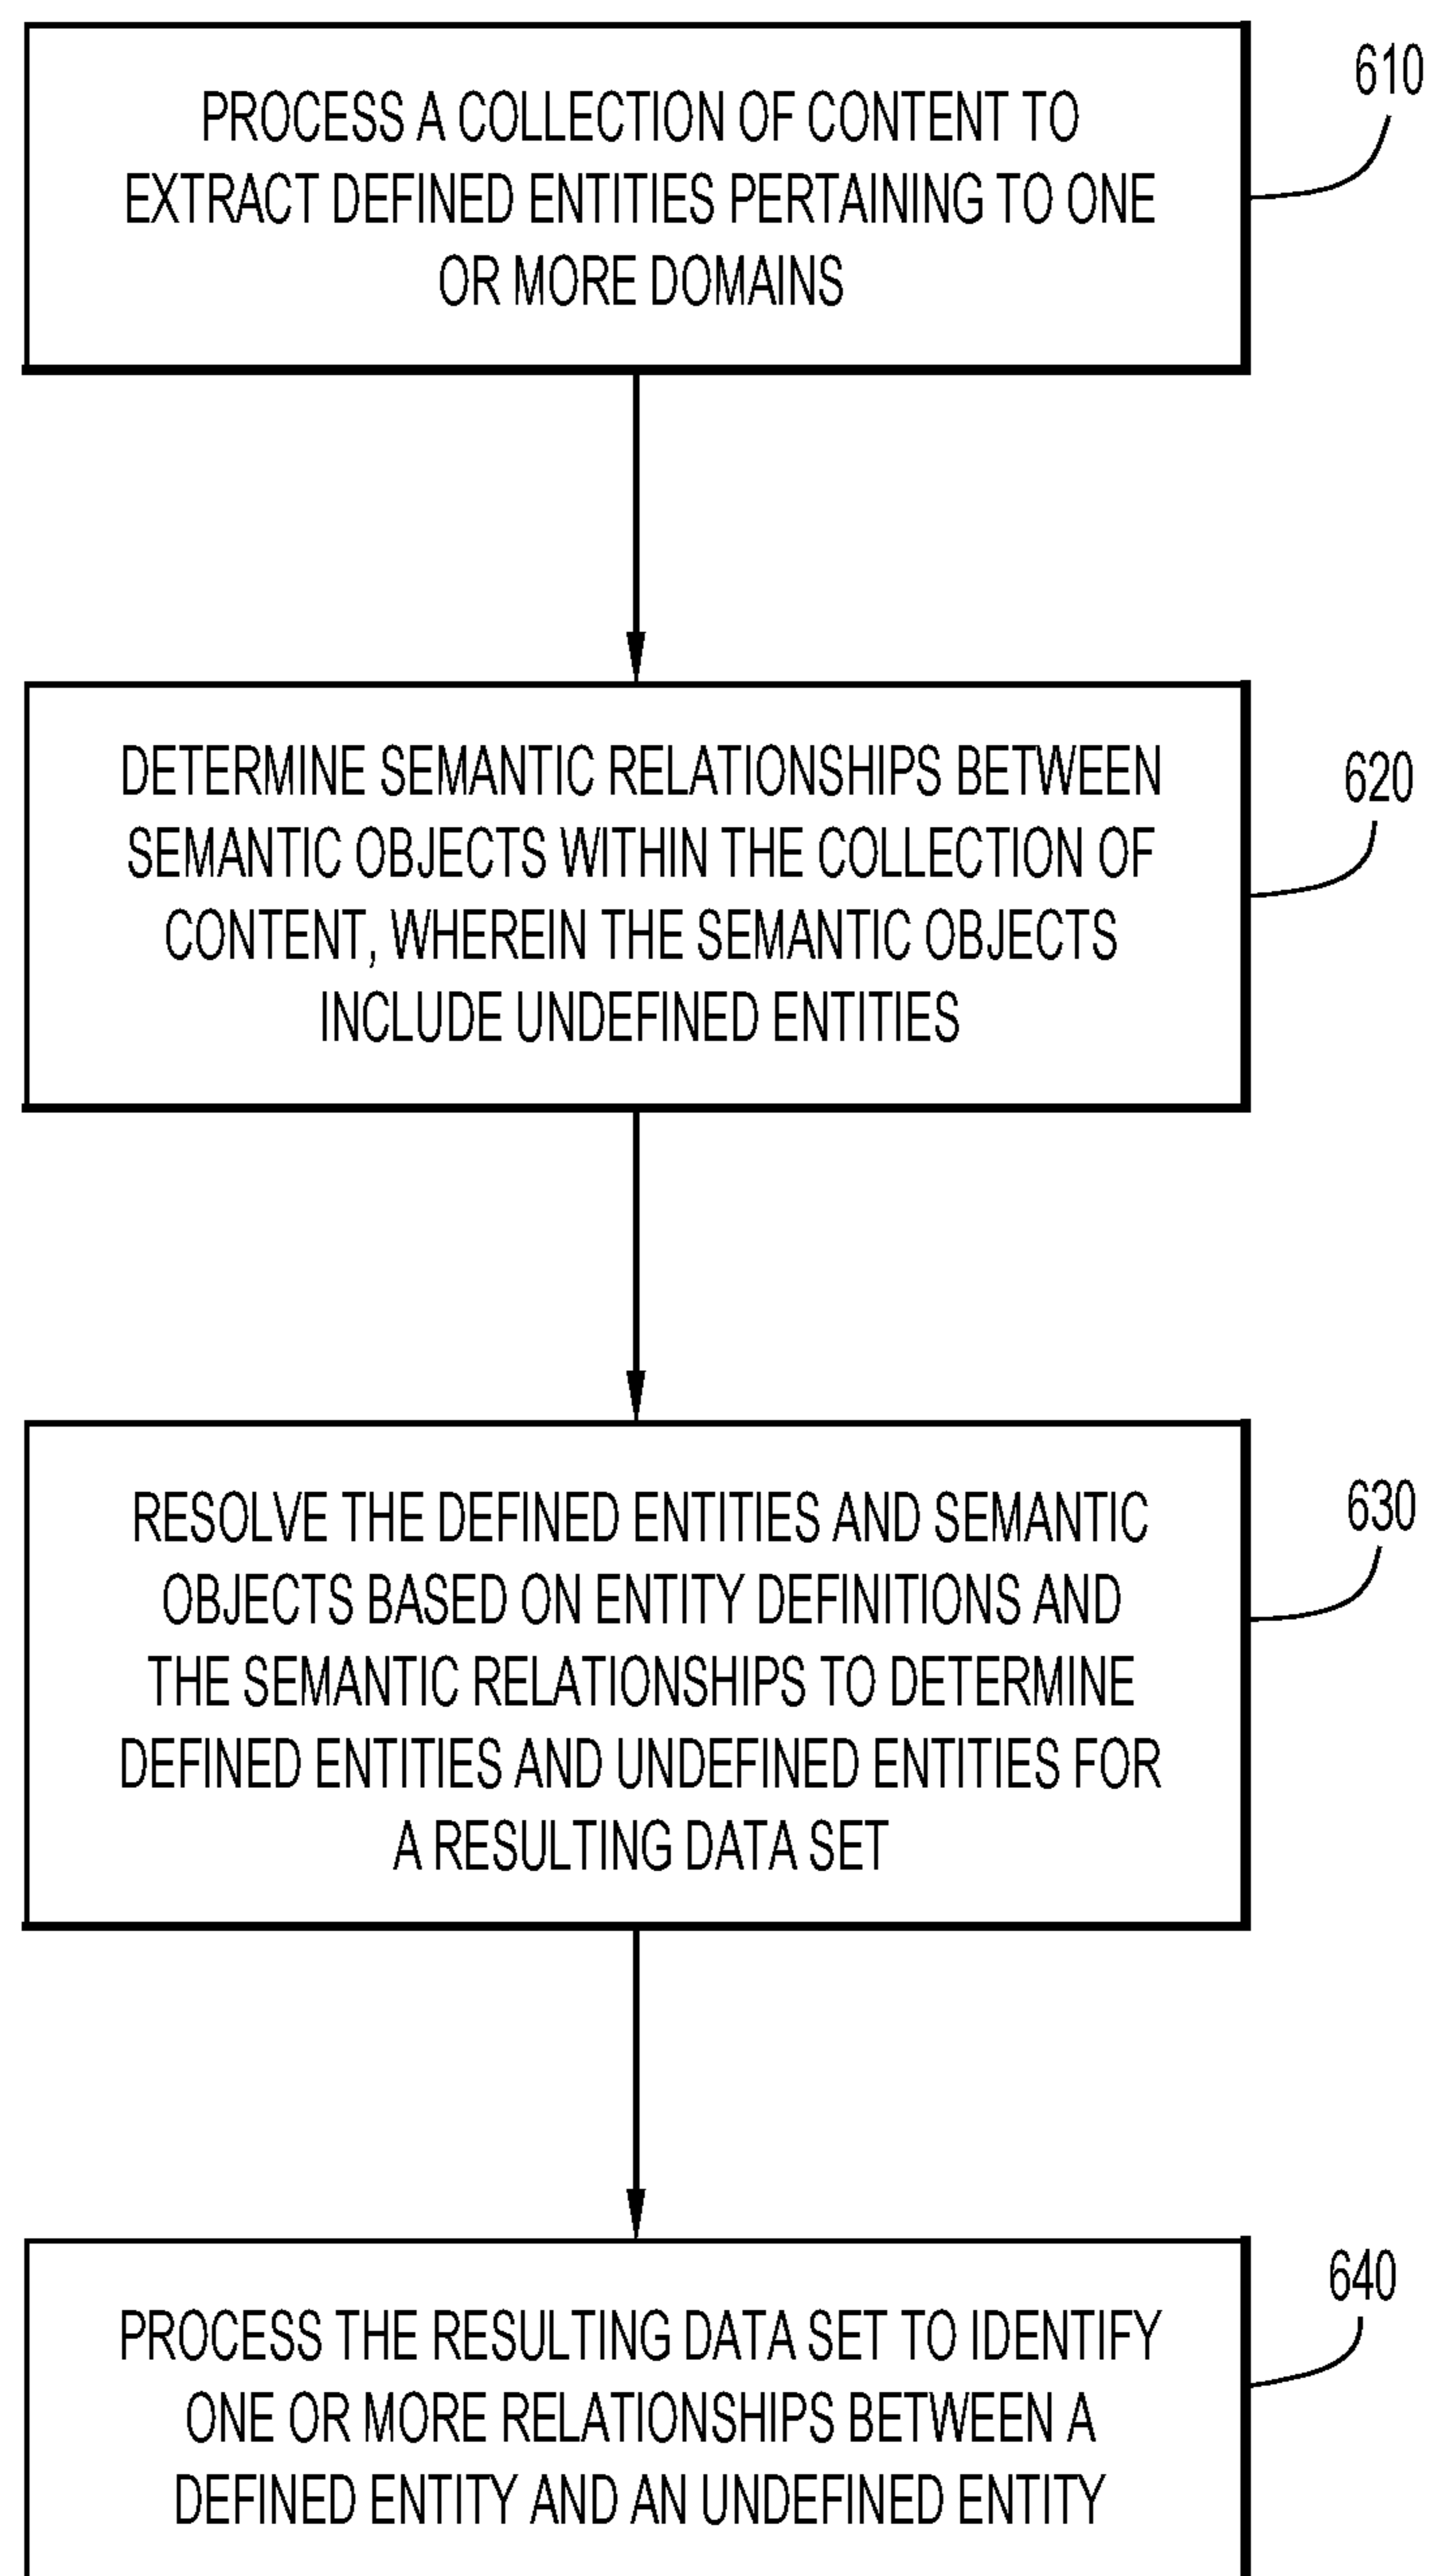 610
PROCESS A COLLECTION OF CONTENT TO
EXTRACT DEFINED ENTITIES PERTAINING TO ONE
OR MORE DOMAINS
620
DETERMINE SEMANTIC RELATIONSHIPS BETWEEN
SEMANTIC OBJECTS WITHIN THE COLLECTION OF
CONTENT, WHEREIN THE SEMANTIC OBJECTS
INCLUDE UNDEFINED ENTITIES
630
RESOLVE THE DEFINED ENTITIES AND SEMANTIC
OBJECTS BASED ON ENTITY DEFINITIONS AND
THE SEMANTIC RELATIONSHIPS TO DETERMINE
DEFINED ENTITIES AND UNDEFINED ENTITIES FOR
A RESULTING DATA SET
640
PROCESS THE RESULTING DATA SET TO IDENTIFY
ONE OR MORE RELATIONSHIPS BETWEEN A
DEFINED ENTITY AND AN UNDEFINED ENTITY